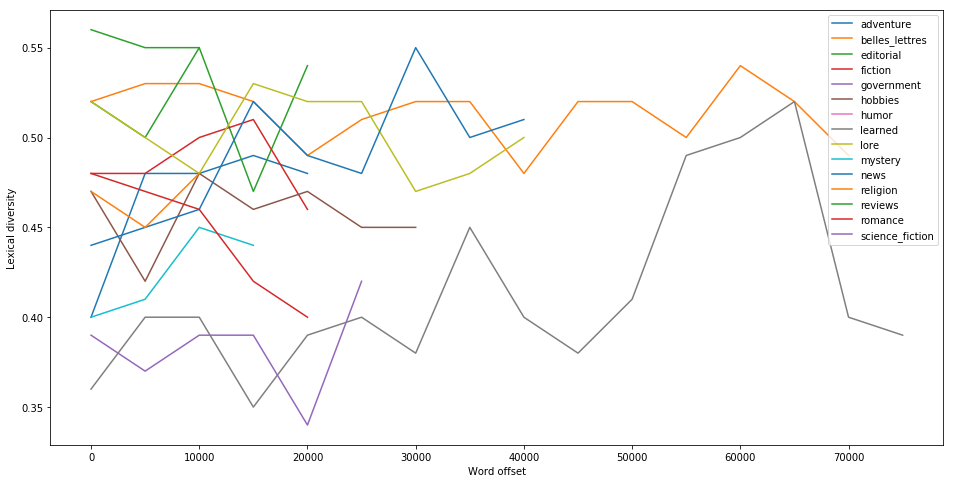 adventure
belles_lettres
editorial
fiction
government
hobbies
humor
learned
lore
mystery
news
religion
reviews
romance
science_fiction
0.55
0.50
0.45
0.40
0.35
Lexical diversity
0 10000 20000 30000 40000 50000 60000 70000
Word offset